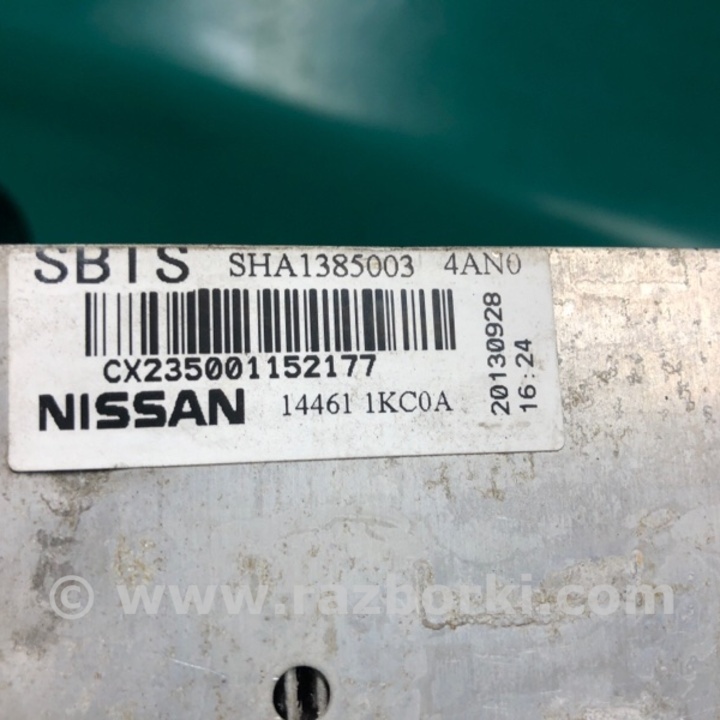 SBTS SHA1385003 4AN0
CX235001152177
NISSAN 14461 1KC0A
20130928
16:24
© www.razborki.com